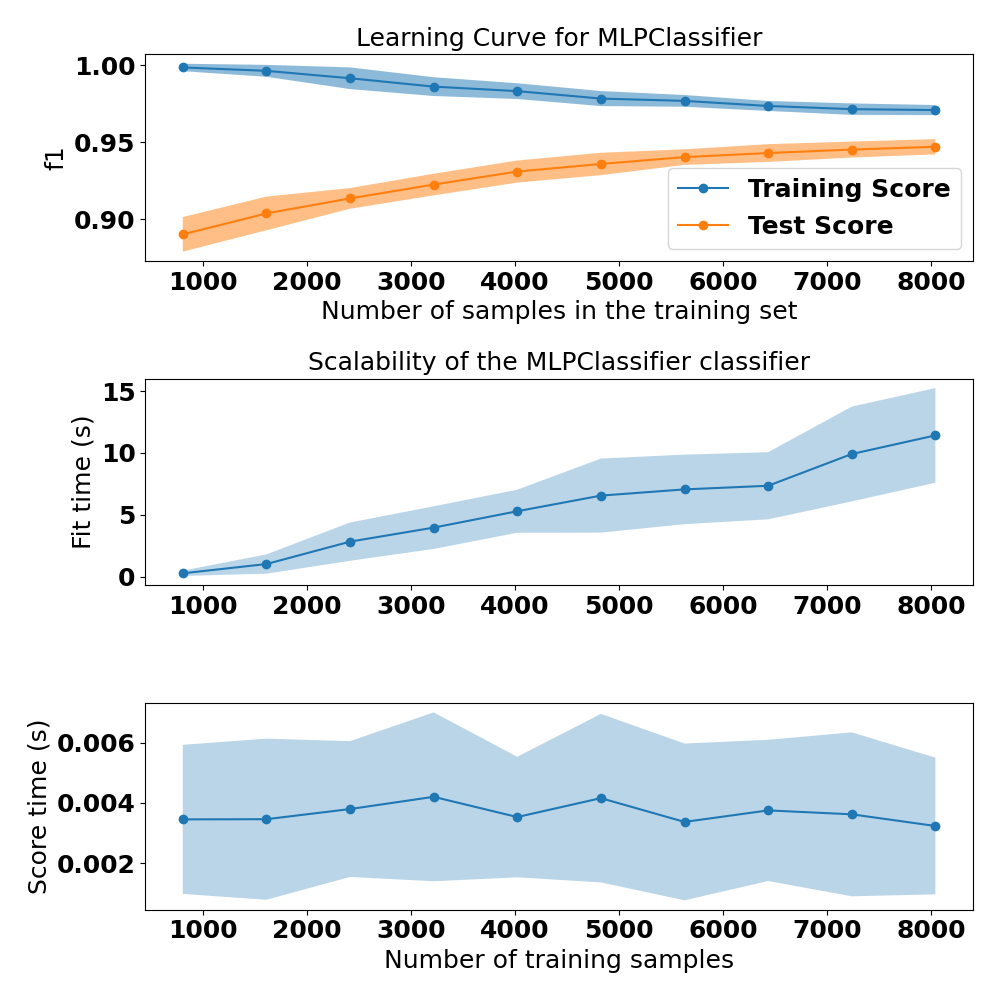 Learning Curve for MLPClassifier
1.00
0.95
0.90
f1
Training Score
Test Score
1000 2000 3000 4000 5000 6000 7000 8000
Number of samples in the training set
Scalability of the MLPClassifier classifier
15
10
5
0
Fit time (s)
1000 2000 3000 4000 5000 6000 7000 8000
0.006
0.004
0.002
Score time (s)
1000 2000 3000 4000 5000 6000 7000 8000
Number of training samples